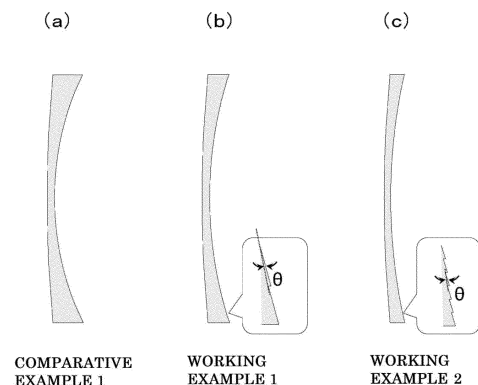 (a)
(b)
(c)
θ
θ
COMPARATIVE
EXAMPLE 1
WORKING
EXAMPLE 1
WORKING
EXAMPLE 2